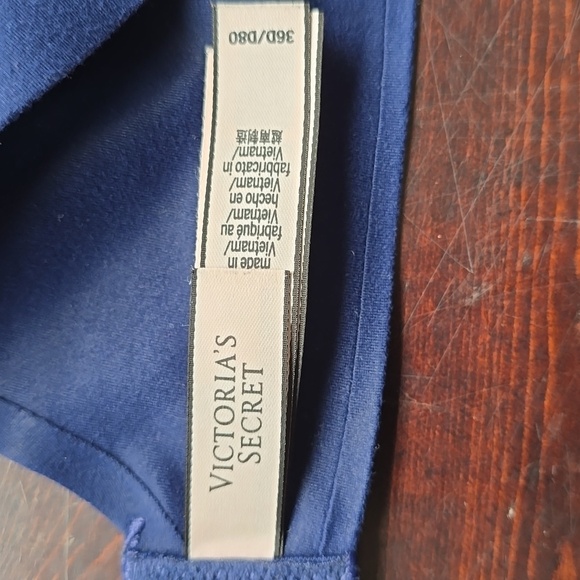 VICTORIA'S
SECRET
36D/D80
made in
Vietnam/
fabriqué au
Vietnam/
hecho en
Vietnam/
fabbricato in
Vietnam/
越南制造